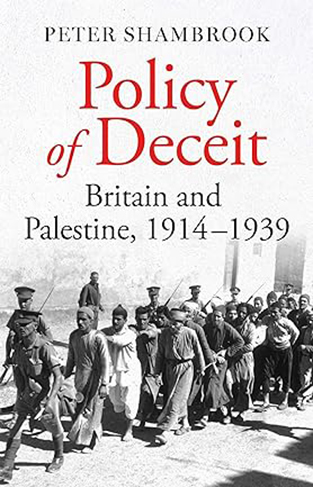 PETER SHAMBROOK
Policy
of Deceit
Britain and
Palestine, 1914–1939